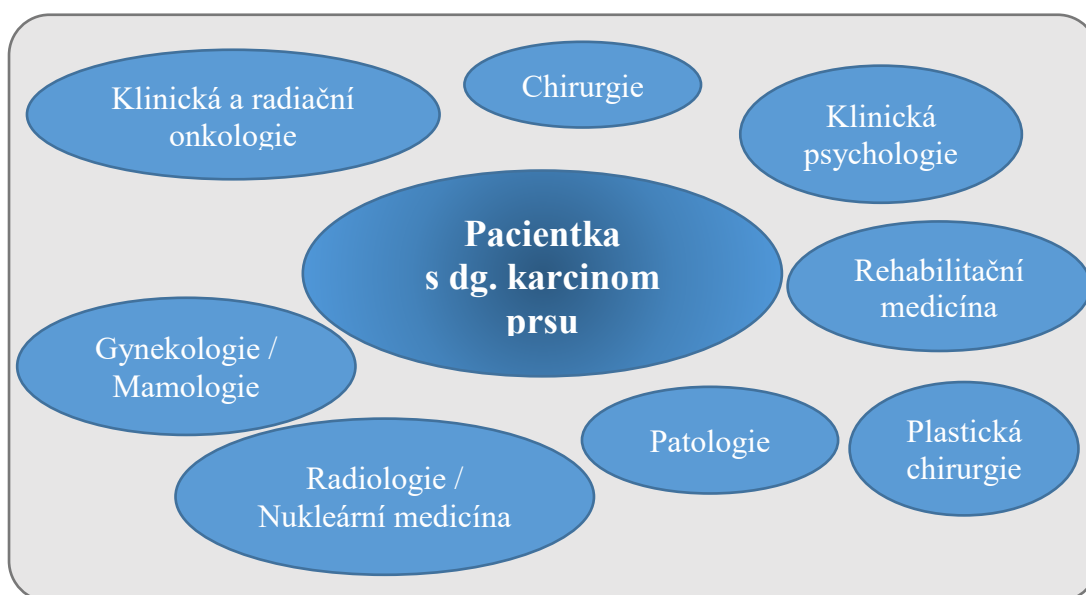 Klinická a radiační
onkologie
Chirurgie
Klinická
psychologie
Pacientka
s dg. karcinom
prsu
Rehabilitační
medicína
Gynekologie /
Mamologie
Patologie
Plastická
chirurgie
Radiologie /
Nukleární medicína